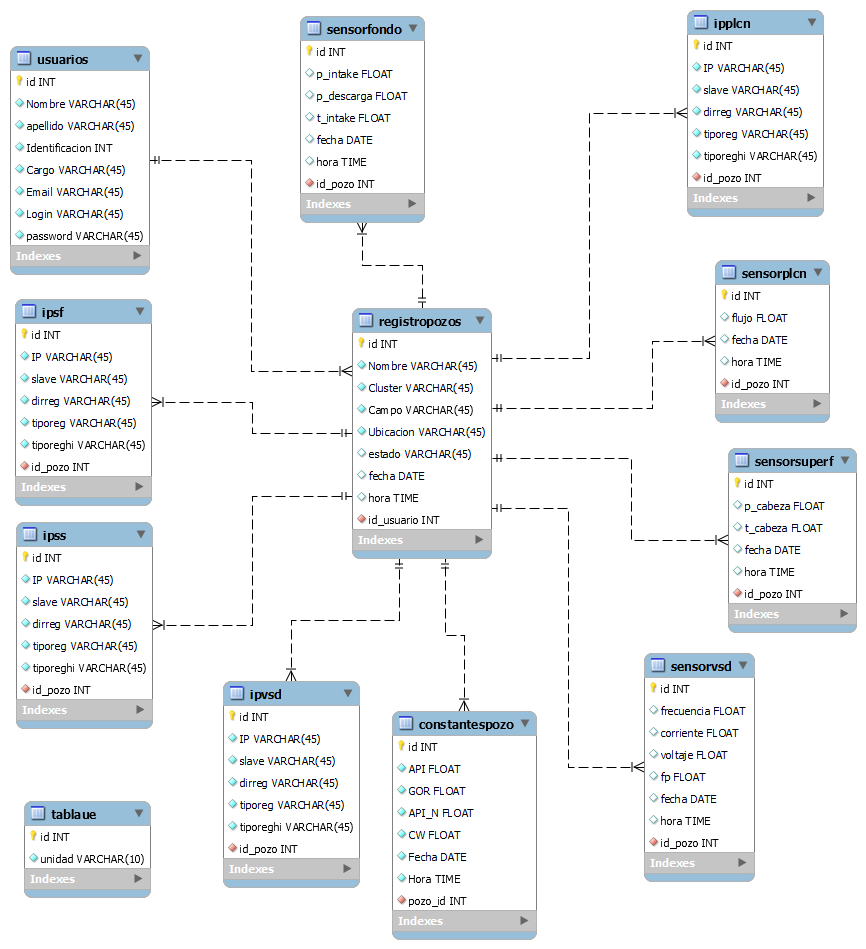 usuarios
id INT
Nombre VARCHAR(45)
apellido VARCHAR(45)
Identificacion INT
Cargo VARCHAR(45)
Email VARCHAR(45)
Login VARCHAR(45)
password VARCHAR(45)
Indexes
sensorfondo
id INT
p_intake FLOAT
p_descarga FLOAT
t_intake FLOAT
fecha DATE
hora TIME
id_pozo INT
Indexes
ipplcn
id INT
IP VARCHAR(45)
slave VARCHAR(45)
dirreg VARCHAR(45)
tiporeg VARCHAR(45)
tiporeghi VARCHAR(45)
id_pozo INT
Indexes
ipsf
id INT
IP VARCHAR(45)
slave VARCHAR(45)
dirreg VARCHAR(45)
tiporeg VARCHAR(45)
tiporeghi VARCHAR(45)
id_pozo INT
Indexes
registropozos
id INT
Nombre VARCHAR(45)
Cluster VARCHAR(45)
Campo VARCHAR(45)
Ubicacion VARCHAR(45)
estado VARCHAR(45)
fecha DATE
hora TIME
id_usuario INT
Indexes
sensorplcn
id INT
flujo FLOAT
fecha DATE
hora TIME
id_pozo INT
Indexes
sensorsuperf
id INT
p_cabeza FLOAT
t_cabeza FLOAT
fecha DATE
hora TIME
id_pozo INT
Indexes
ipss
id INT
IP VARCHAR(45)
slave VARCHAR(45)
dirreg VARCHAR(45)
tiporeg VARCHAR(45)
tiporeghi VARCHAR(45)
id_pozo INT
Indexes
ipvsd
id INT
IP VARCHAR(45)
slave VARCHAR(45)
dirreg VARCHAR(45)
tiporeg VARCHAR(45)
tiporeghi VARCHAR(45)
id_pozo INT
Indexes
constantespozo
id INT
API FLOAT
GOR FLOAT
API_N FLOAT
CW FLOAT
Fecha DATE
Hora TIME
pozo_id INT
Indexes
sensorvsd
id INT
frecuencia FLOAT
corriente FLOAT
voltaje FLOAT
fp FLOAT
fecha DATE
hora TIME
id_pozo INT
Indexes
tablaue
id INT
unidad VARCHAR(10)
Indexes